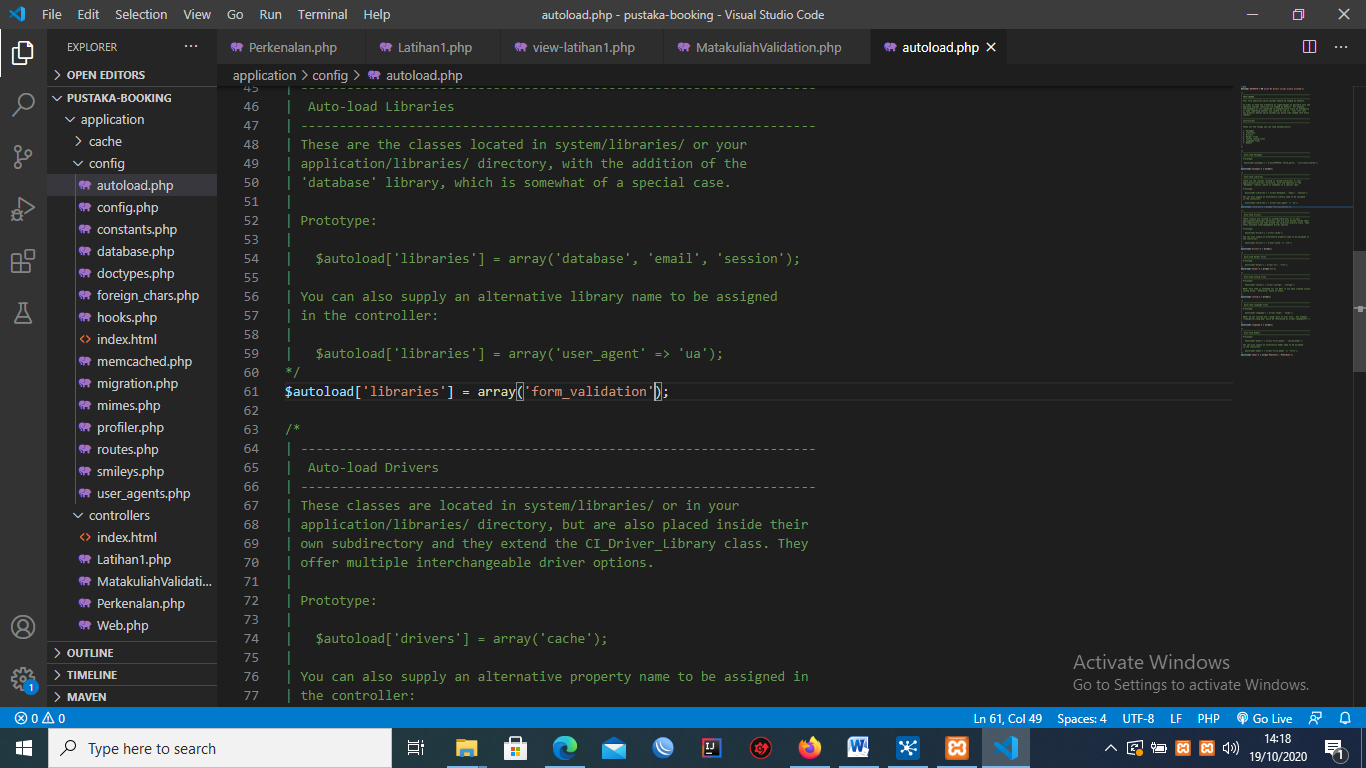 File Edit Selection View Go Run Terminal Help autoload.php - pustaka-booking - Visual Studio Code
EXPLORER ...
Perkenalan.php Latihan1.php view-latihan1.php MatakuliahValidation.php autoload.php
application > config > autoload.php
OPEN EDITORS
PUSTAKA-BOOKING
application
cache
config
autoload.php
config.php
constants.php
database.php
doctypes.php
foreign_chars.php
hooks.php
index.html
memcached.php
migration.php
mimes.php
profiler.php
routes.php
smileys.php
user_agents.php
controllers
index.html
Latihan1.php
MatakuliahValidati...
Perkenalan.php
Web.php
OUTLINE
TIMELINE
MAVEN
45 | -------------------------------------------------------------------
46 |  Auto-load Libraries
47 | -------------------------------------------------------------------
48 | These are the classes located in system/libraries/ or your
49 | application/libraries/ directory, with the addition of the
50 | 'database' library, which is somewhat of a special case.
51 |
52 | Prototype:
53 |
54 |   $autoload['libraries'] = array('database', 'email', 'session');
55 |
56 | You can also supply an alternative library name to be assigned
57 | in the controller:
58 |
59 |   $autoload['libraries'] = array('user_agent' => 'ua');
60 */
61 $autoload['libraries'] = array('form_validation');
62
63 /*
64 | -------------------------------------------------------------------
65 |  Auto-load Drivers
66 | -------------------------------------------------------------------
67 | These classes are located in system/libraries/ or in your
68 | application/libraries/ directory, but are also placed inside their
69 | own subdirectory and they extend the CI_Driver_Library class. They
70 | offer multiple interchangeable driver options.
71 |
72 | Prototype:
73 |
74 |   $autoload['drivers'] = array('cache');
75 |
76 | You can also supply an alternative property name to be assigned in
77 | the controller:
Activate Windows
Go to Settings to activate Windows.
1
0 0 Ln 61, Col 49 Spaces: 4 UTF-8 LF PHP Go Live
Type here to search
14:18
19/10/2020
1